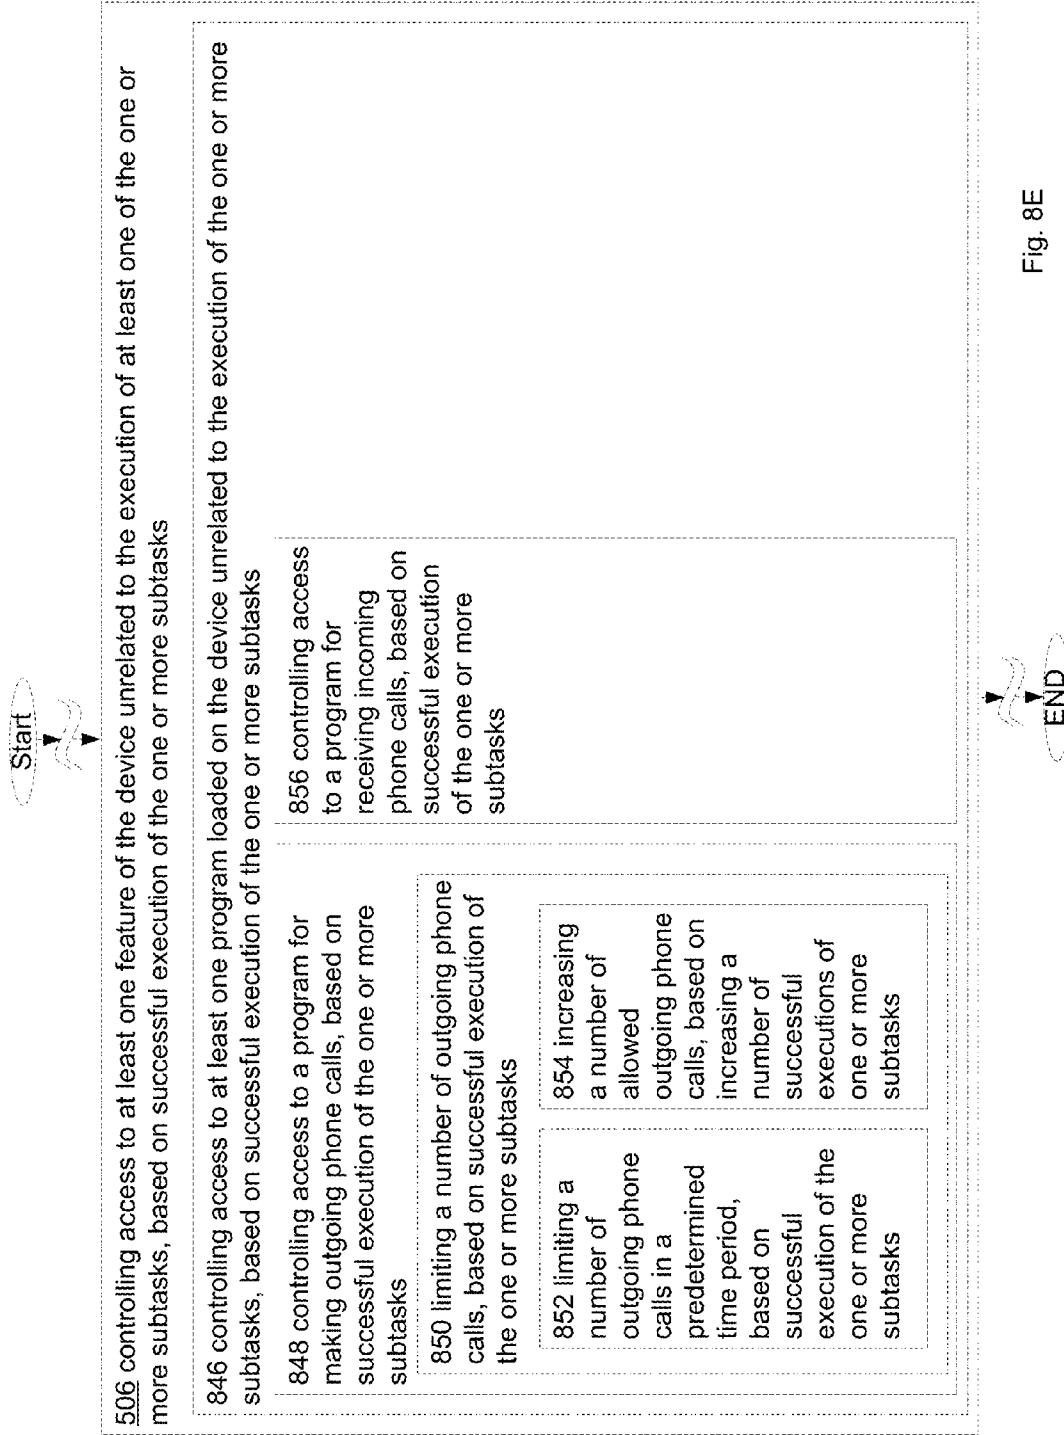 Start
506 controlling access to at least one feature of the device unrelated to the execution of at least one of the one or
more subtasks, based on successful execution of the one or more subtasks
846 controlling access to at least one program loaded on the device unrelated to the execution of the one or more
subtasks, based on successful execution of the one or more subtasks
848 controlling access to a program for
making outgoing phone calls, based on
successful execution of the one or more
subtasks
850 limiting a number of outgoing phone
calls, based on successful execution of
the one or more subtasks
852 limiting a
number of
outgoing phone
calls in a
predetermined
time period,
based on
successful
execution of the
one or more
subtasks
854 increasing
a number of
allowed
outgoing phone
calls, based on
increasing a
number of
successful
executions of
one or more
subtasks
856 controlling access
to a program for
receiving incoming
phone calls, based on
successful execution
of the one or more
subtasks
END
Fig. 8E